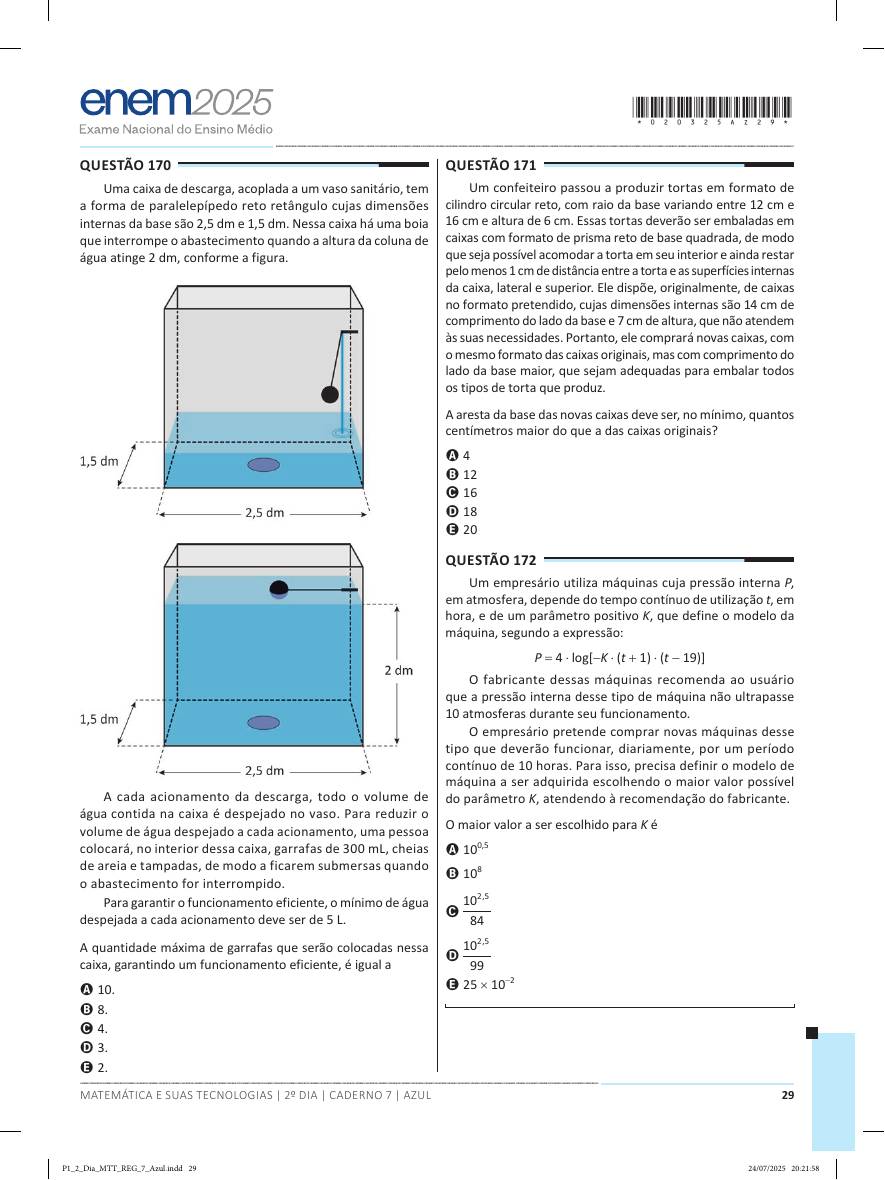 enem2025
Exame Nacional do Ensino Médio
*020325AZ29*
QUESTÃO 170
Uma caixa de descarga, acoplada a um vaso sanitário, tem
a forma de paralelepípedo reto retângulo cujas dimensões
internas da base são 2,5 dm e 1,5 dm. Nessa caixa há uma boia
que interrompe o abastecimento quando a altura da coluna de
água atinge 2 dm, conforme a figura.
1,5 dm
2,5 dm
2 dm
1,5 dm
2,5 dm
A cada acionamento da descarga, todo o volume de
água contida na caixa é despejado no vaso. Para reduzir o
volume de água despejado a cada acionamento, uma pessoa
colocará, no interior dessa caixa, garrafas de 300 mL, cheias
de areia e tampadas, de modo a ficarem submersas quando
o abastecimento for interrompido.
Para garantir o funcionamento eficiente, o mínimo de água
despejada a cada acionamento deve ser de 5 L.
A quantidade máxima de garrafas que serão colocadas nessa
caixa, garantindo um funcionamento eficiente, é igual a
A 10.
B 8.
C 4.
D 3.
E 2.
QUESTÃO 171
Um confeiteiro passou a produzir tortas em formato de
cilindro circular reto, com raio da base variando entre 12 cm e
16 cm e altura de 6 cm. Essas tortas deverão ser embaladas em
caixas com formato de prisma reto de base quadrada, de modo
que seja possível acomodar a torta em seu interior e ainda restar
pelo menos 1 cm de distância entre a torta e as superfícies internas
da caixa, lateral e superior. Ele dispõe, originalmente, de caixas
no formato pretendido, cujas dimensões internas são 14 cm de
comprimento do lado da base e 7 cm de altura, que não atendem
às suas necessidades. Portanto, ele comprará novas caixas, com
o mesmo formato das caixas originais, mas com comprimento do
lado da base maior, que sejam adequadas para embalar todos
os tipos de torta que produz.
A aresta da base das novas caixas deve ser, no mínimo, quantos
centímetros maior do que a das caixas originais?
A 4
B 12
C 16
D 18
E 20
QUESTÃO 172
Um empresário utiliza máquinas cuja pressão interna P,
em atmosfera, depende do tempo contínuo de utilização t, em
hora, e de um parâmetro positivo K, que define o modelo da
máquina, segundo a expressão:
P = 4 · log[−K · (t + 1) · (t − 19)]
O fabricante dessas máquinas recomenda ao usuário
que a pressão interna desse tipo de máquina não ultrapasse
10 atmosferas durante seu funcionamento.
O empresário pretende comprar novas máquinas desse
tipo que deverão funcionar, diariamente, por um período
contínuo de 10 horas. Para isso, precisa definir o modelo de
máquina a ser adquirida escolhendo o maior valor possível
do parâmetro K, atendendo à recomendação do fabricante.
O maior valor a ser escolhido para K é
A 10^0,5
B 10^8
C 10^2,5/84
D 10^2,5/99
E 25 × 10^−2
MATEMÁTICA E SUAS TECNOLOGIAS | 2º DIA | CADERNO 7 | AZUL
29
P1_2_Dia_MTT_REG_7_Azul.indd 29
24/07/2025 20:21:58